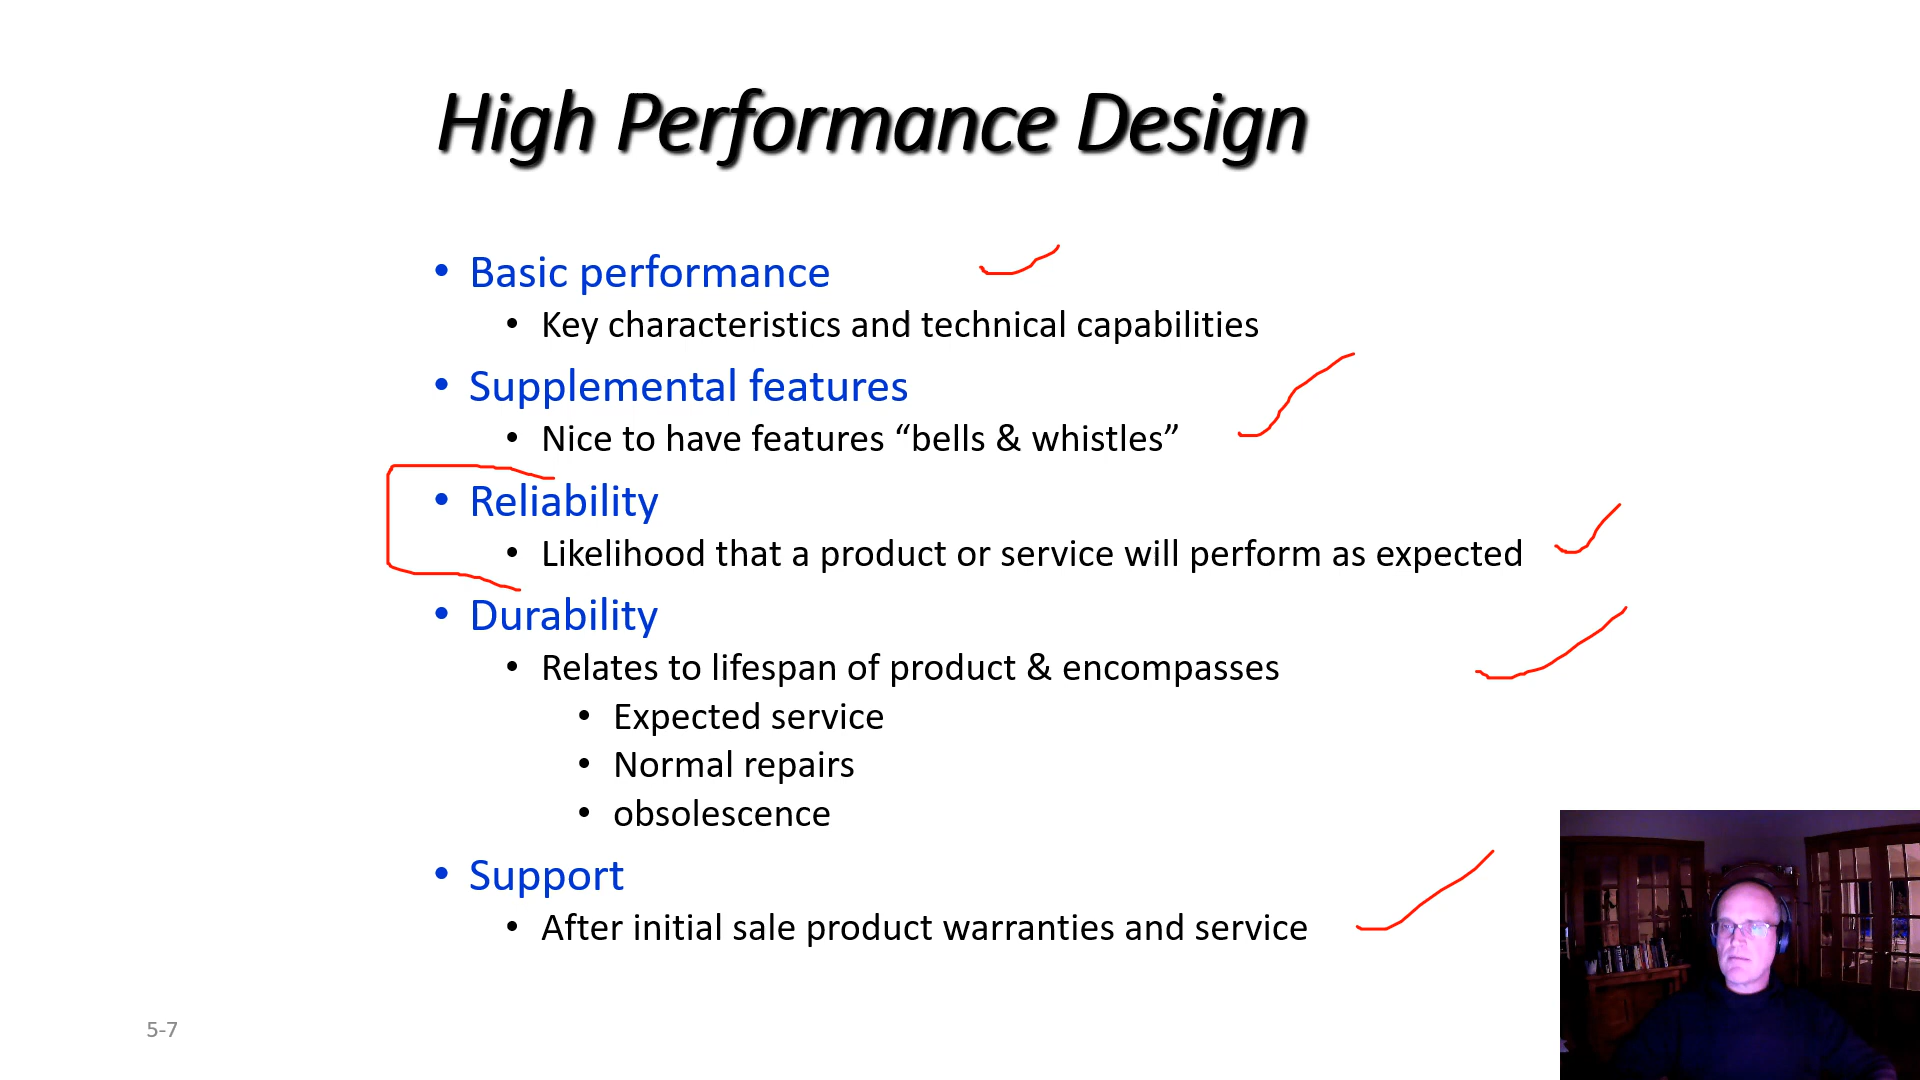 High Performance Design
• Basic performance
• Key characteristics and technical capabilities
• Supplemental features
• Nice to have features “bells & whistles”
• Reliability
• Likelihood that a product or service will perform as expected
• Durability
• Relates to lifespan of product & encompasses
• Expected service
• Normal repairs
• obsolescence
• Support
• After initial sale product warranties and service
5-7